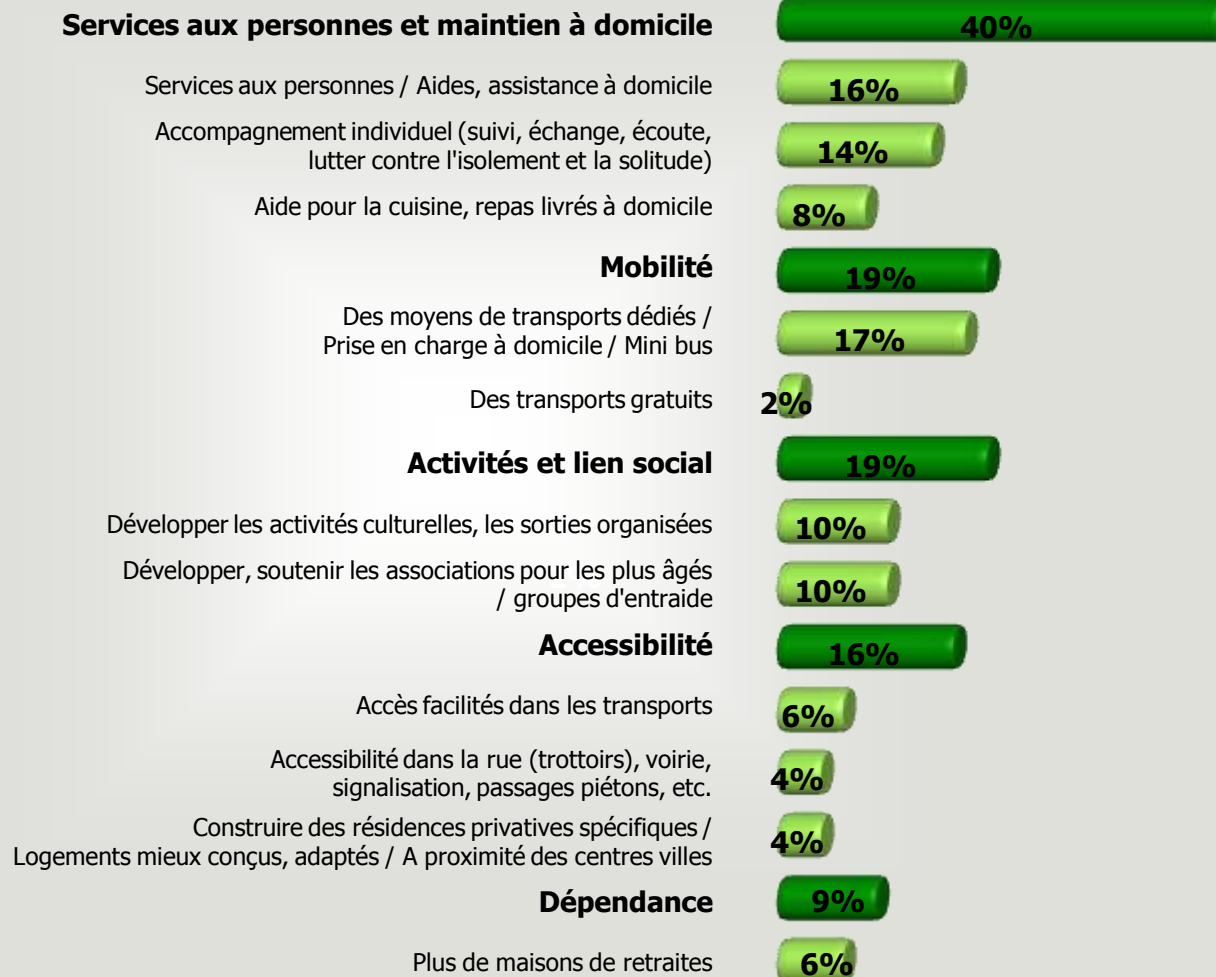 Services aux personnes et maintien à domicile 40%
Services aux personnes / Aides, assistance à domicile 16%
Accompagnement individuel (suivi, échange, écoute,
lutter contre l'isolement et la solitude) 14%
Aide pour la cuisine, repas livrés à domicile 8%
Mobilité 19%
Des moyens de transports dédiés /
Prise en charge à domicile / Mini bus 17%
Des transports gratuits 2%
Activités et lien social 19%
Développer les activités culturelles, les sorties organisées 10%
Développer, soutenir les associations pour les plus âgés
/ groupes d'entraide 10%
Accessibilité 16%
Accès facilités dans les transports 6%
Accessibilité dans la rue (trottoirs), voirie,
signalisation, passages piétons, etc. 4%
Construire des résidences privatives spécifiques /
Logements mieux conçus, adaptés / A proximité des centres villes 4%
Dépendance 9%
Plus de maisons de retraites 6%